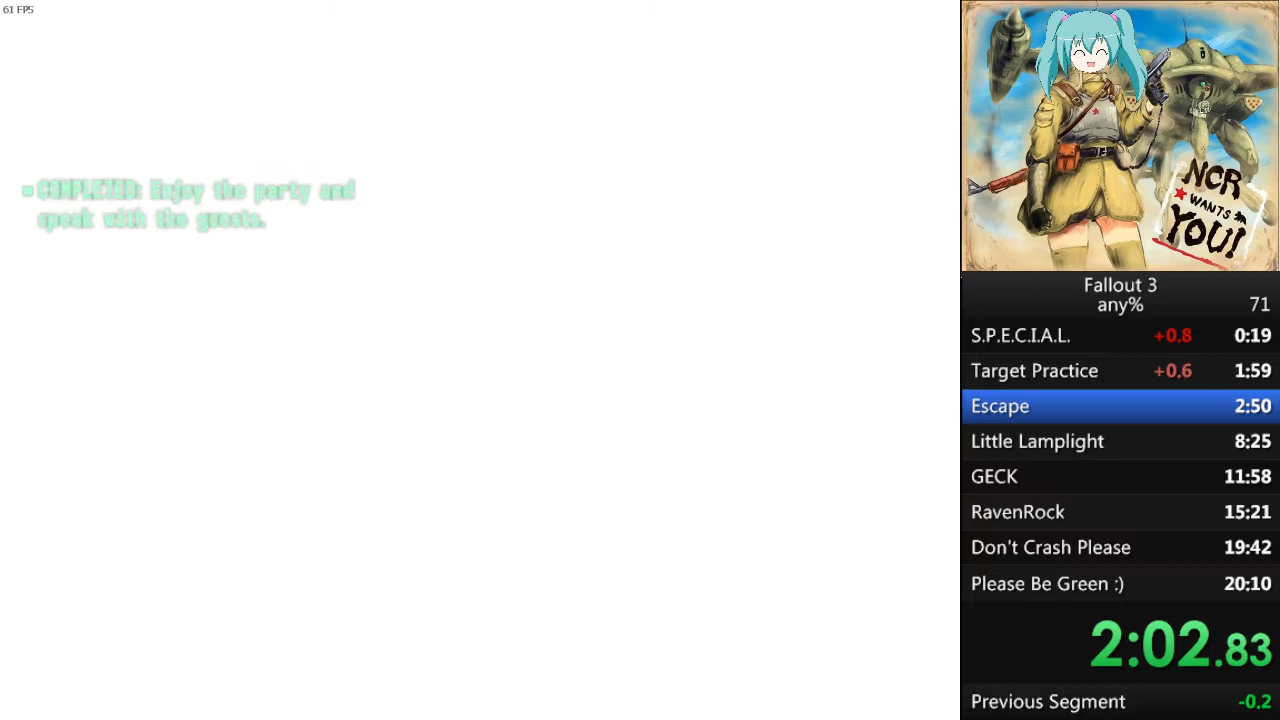 61 FPS
COMPLETED: Enjoy the party and
speak with the guests.
NCR
WANTS
YOU!
Fallout 3
any% 71
S.P.E.C.I.A.L. +0.8 0:19
Target Practice +0.6 1:59
Escape 2:50
Little Lamplight 8:25
GECK 11:58
RavenRock 15:21
Don't Crash Please 19:42
Please Be Green :) 20:10
2:02.83
Previous Segment -0.2